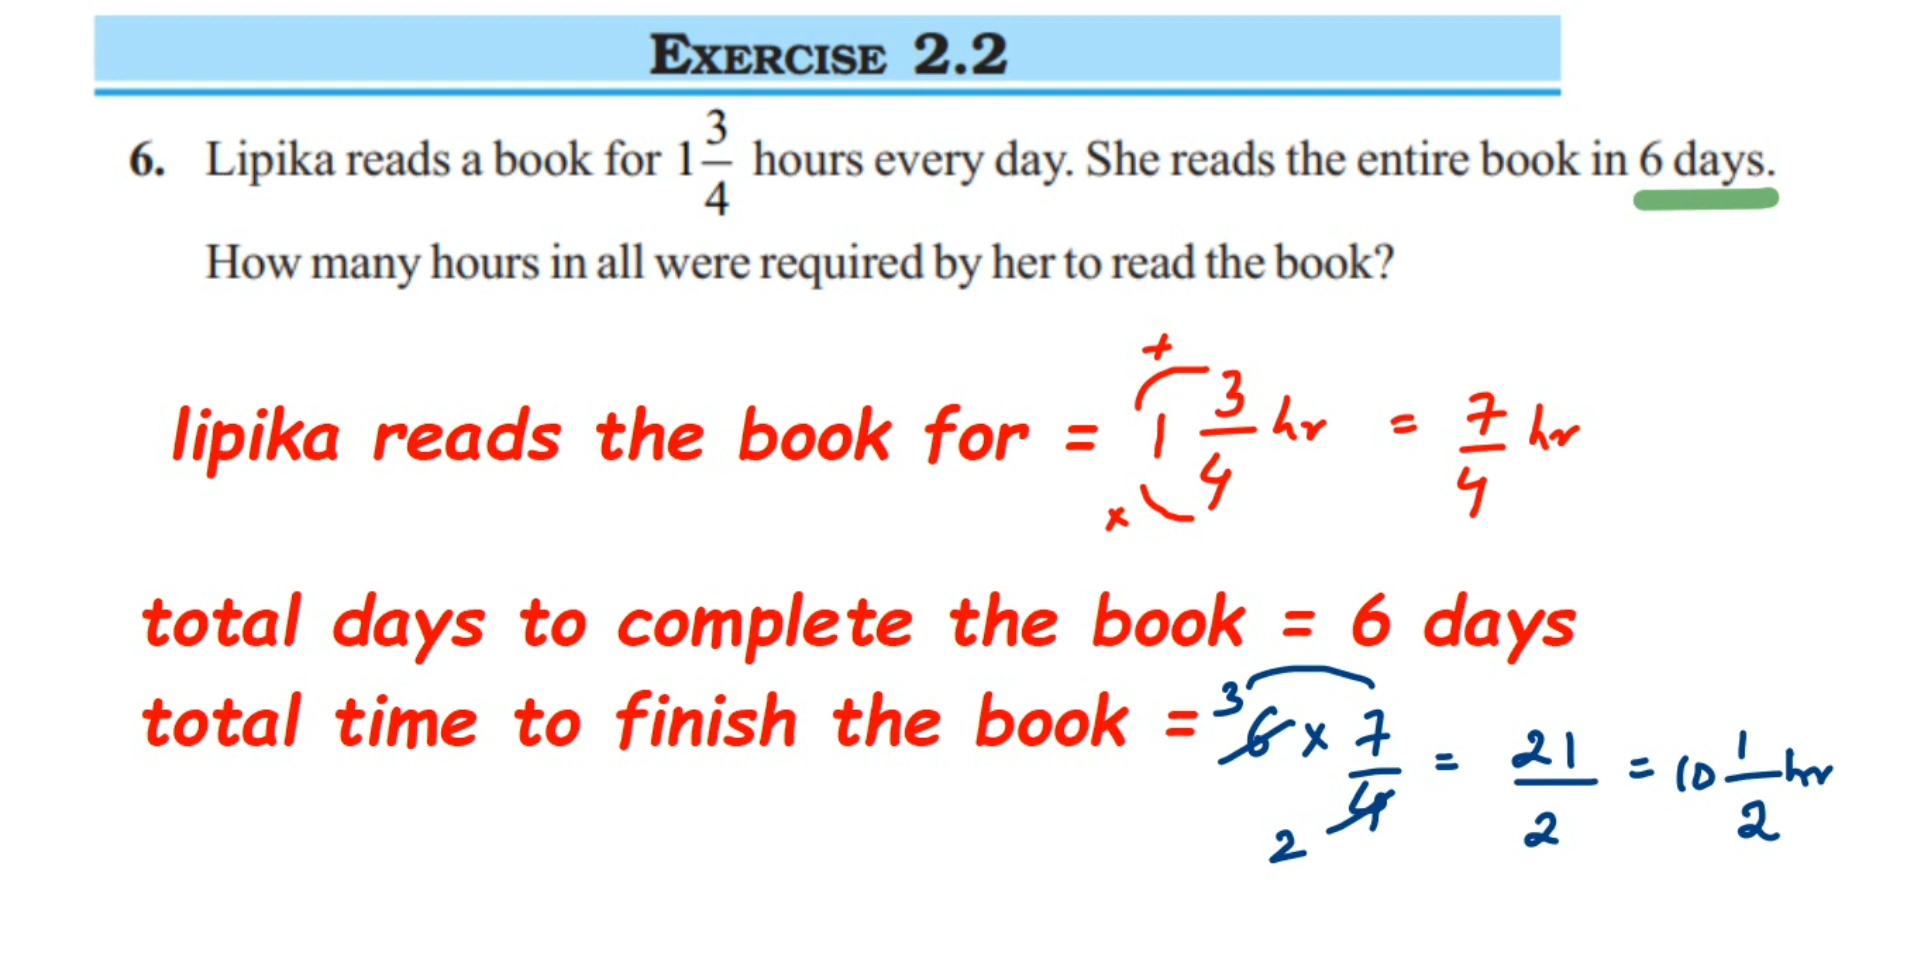 EXERCISE 2.2
6. Lipika reads a book for 1 3/4 hours every day. She reads the entire book in 6 days.
How many hours in all were required by her to read the book?
lipika reads the book for = 1 3/4 hr = 7/4 hr
+
×
total days to complete the book = 6 days
total time to finish the book = 6 × 7/4 = 21/2 = 10 1/2 hr
3
2